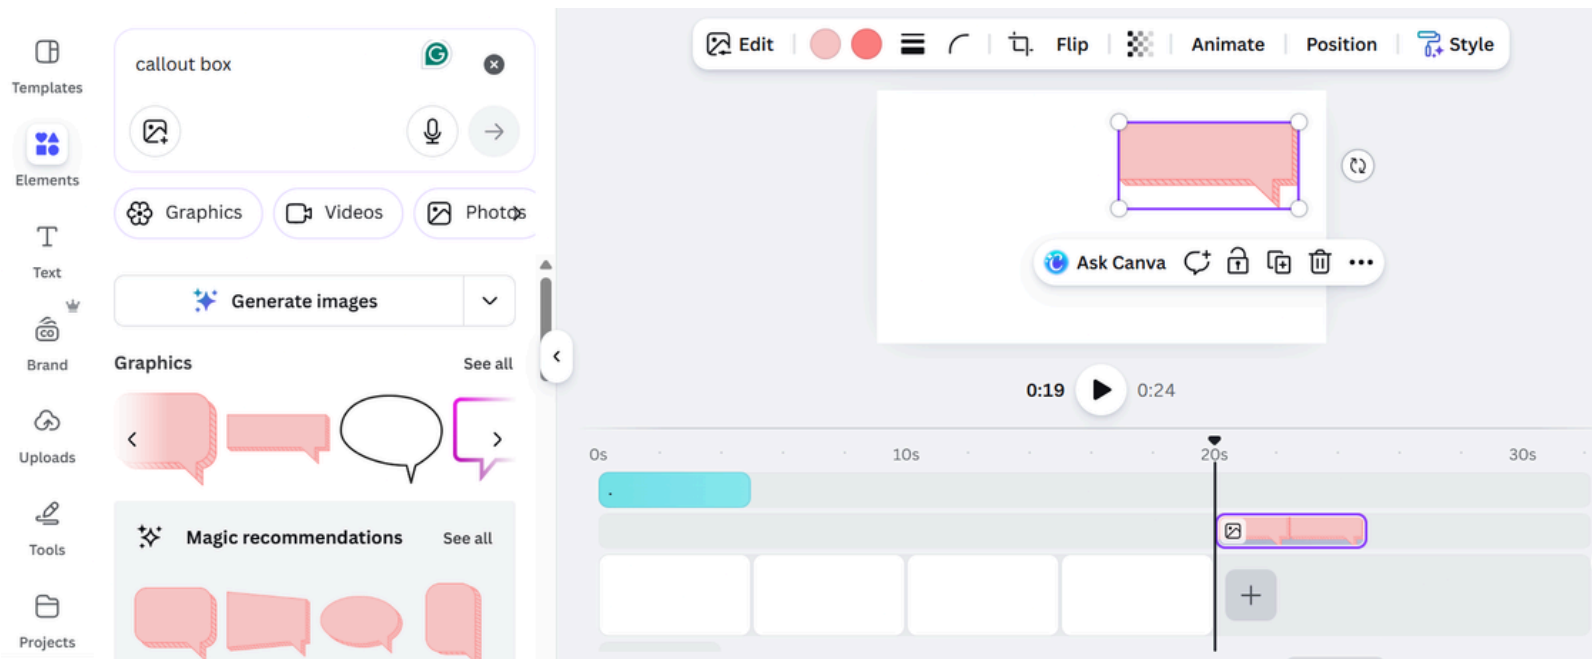 Templates
Elements
Text
Brand
CO
Uploads
Tools
Projects
callout box
G
Graphics
Videos
Photos
Generate images
Graphics
See all
Magic recommendations
See all
Edit
Flip
Animate
Position
Style
Ask Canva
0:19
0:24
0s
10s
20s
30s
.